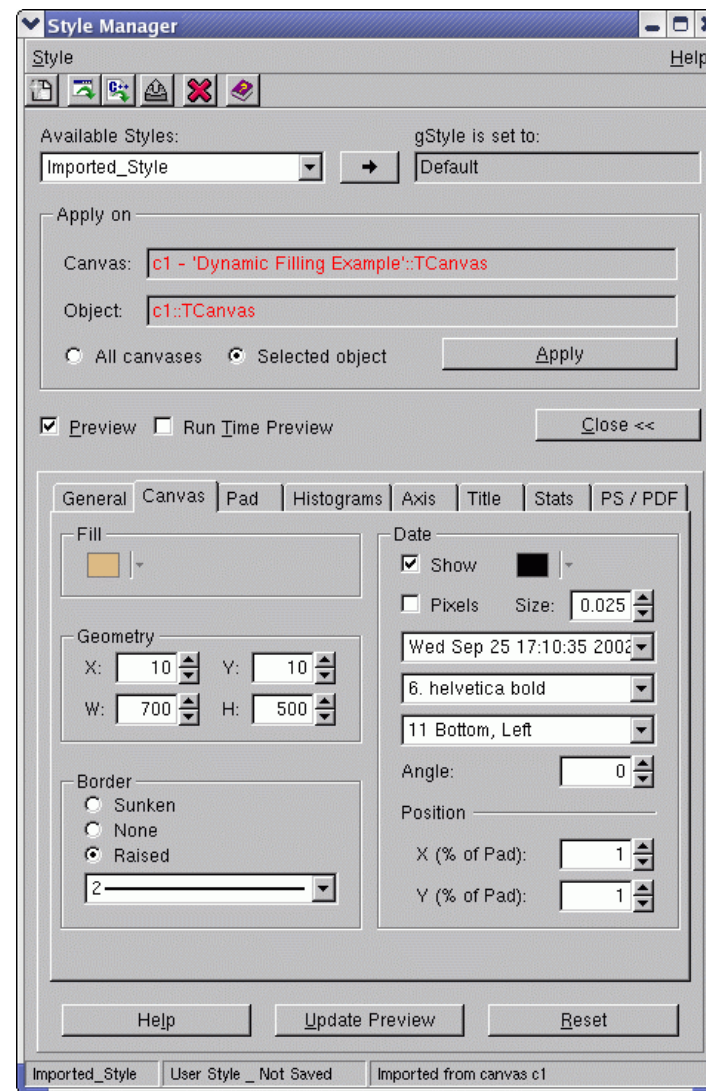 Style Manager
Style Help
C++
Available Styles: gStyle is set to:
Imported_Style Default
Apply on
Canvas: c1 - 'Dynamic Filling Example'::TCanvas
Object: c1::TCanvas
All canvases Selected object Apply
Preview Run Time Preview Close <<
General Canvas Pad Histograms Axis Title Stats PS / PDF
Fill
Geometry
X: 10 Y: 10
W: 700 H: 500
Border
Sunken
None
Raised
2
Date
Show
Pixels Size: 0.025
Wed Sep 25 17:10:35 2002
6. helvetica bold
11 Bottom, Left
Angle: 0
Position
X (% of Pad): 1
Y (% of Pad): 1
Help Update Preview Reset
Imported_Style User Style _ Not Saved Imported from canvas c1